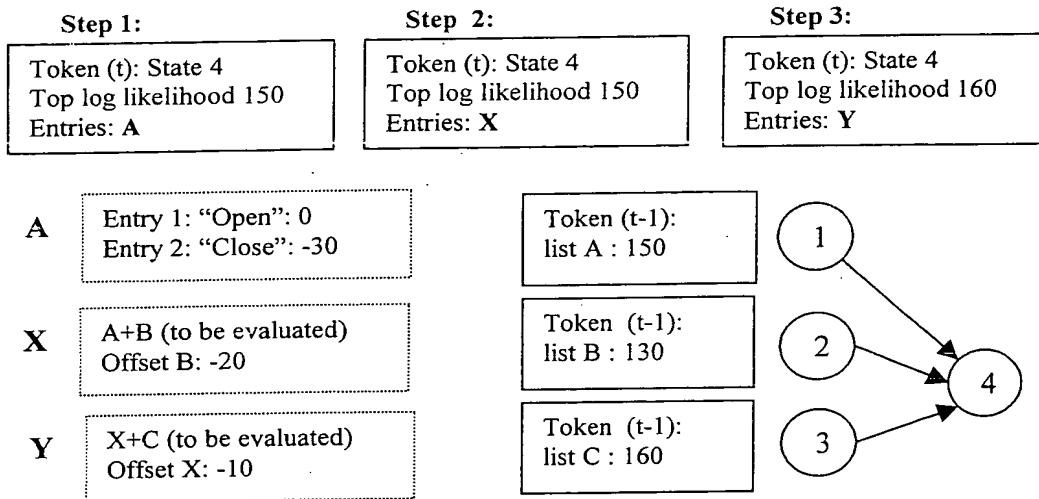 Step 1:
Token (t): State 4
Top log likelihood 150
Entries: A
Step 2:
Token (t): State 4
Top log likelihood 150
Entries: X
Step 3:
Token (t): State 4
Top log likelihood 160
Entries: Y
A
Entry 1: “Open”: 0
Entry 2: “Close”: -30
X
A+B (to be evaluated)
Offset B: -20
Y
X+C (to be evaluated)
Offset X: -10
Token (t-1):
list A : 150
1
Token (t-1):
list B : 130
2
Token (t-1):
list C : 160
3
4